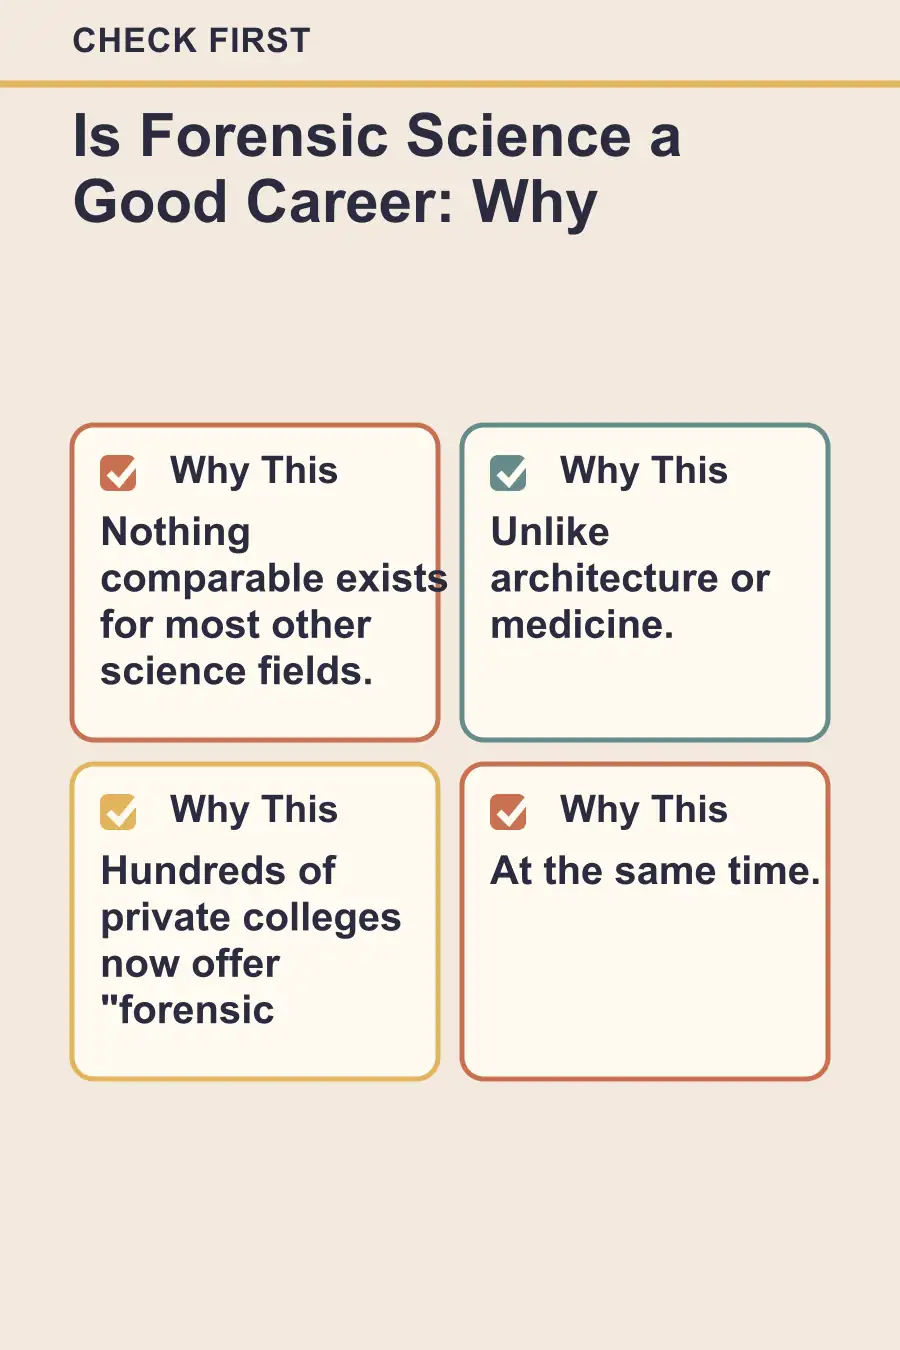 CHECK FIRST
Is Forensic Science a
Good Career: Why
Why This
Nothing
comparable exists
for most other
science fields.
Why This
Unlike
architecture or
medicine.
Why This
Hundreds of
private colleges
now offer
"forensic
Why This
At the same time.